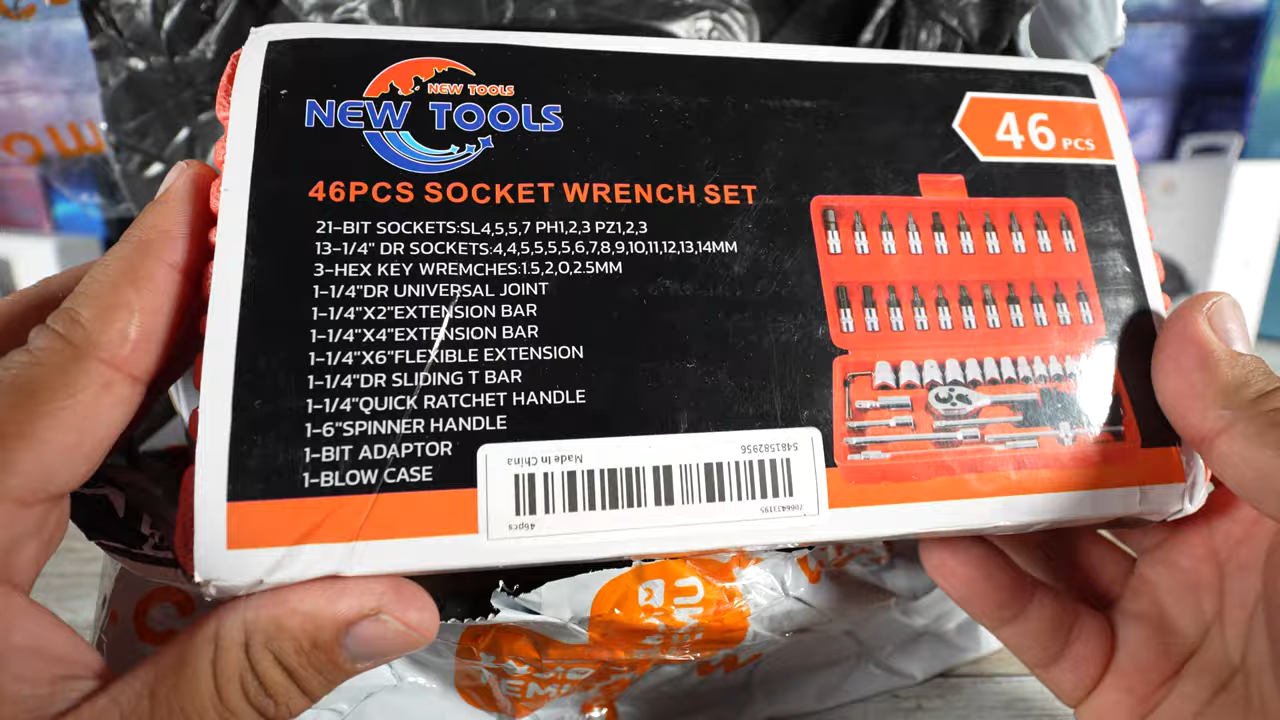 NEW TOOLS
NEW TOOLS
46 PCS
46PCS SOCKET WRENCH SET
21-BIT SOCKETS:SL4,5,5,7 PH1,2,3 PZ1,2,3
13-1/4" DR SOCKETS:4,4,5,5,5,5,6,7,8,9,10,11,12,13,14MM
3-HEX KEY WREMCHES:1.5,2,0,2.5MM
1-1/4"DR UNIVERSAL JOINT
1-1/4"X2"EXTENSION BAR
1-1/4"X4"EXTENSION BAR
1-1/4"X6"FLEXIBLE EXTENSION
1-1/4"DR SLIDING T BAR
1-1/4"QUICK RATCHET HANDLE
1-6"SPINNER HANDLE
1-BIT ADAPTOR
1-BLOW CASE
5481582956
Made In China
7066433195
46pcs